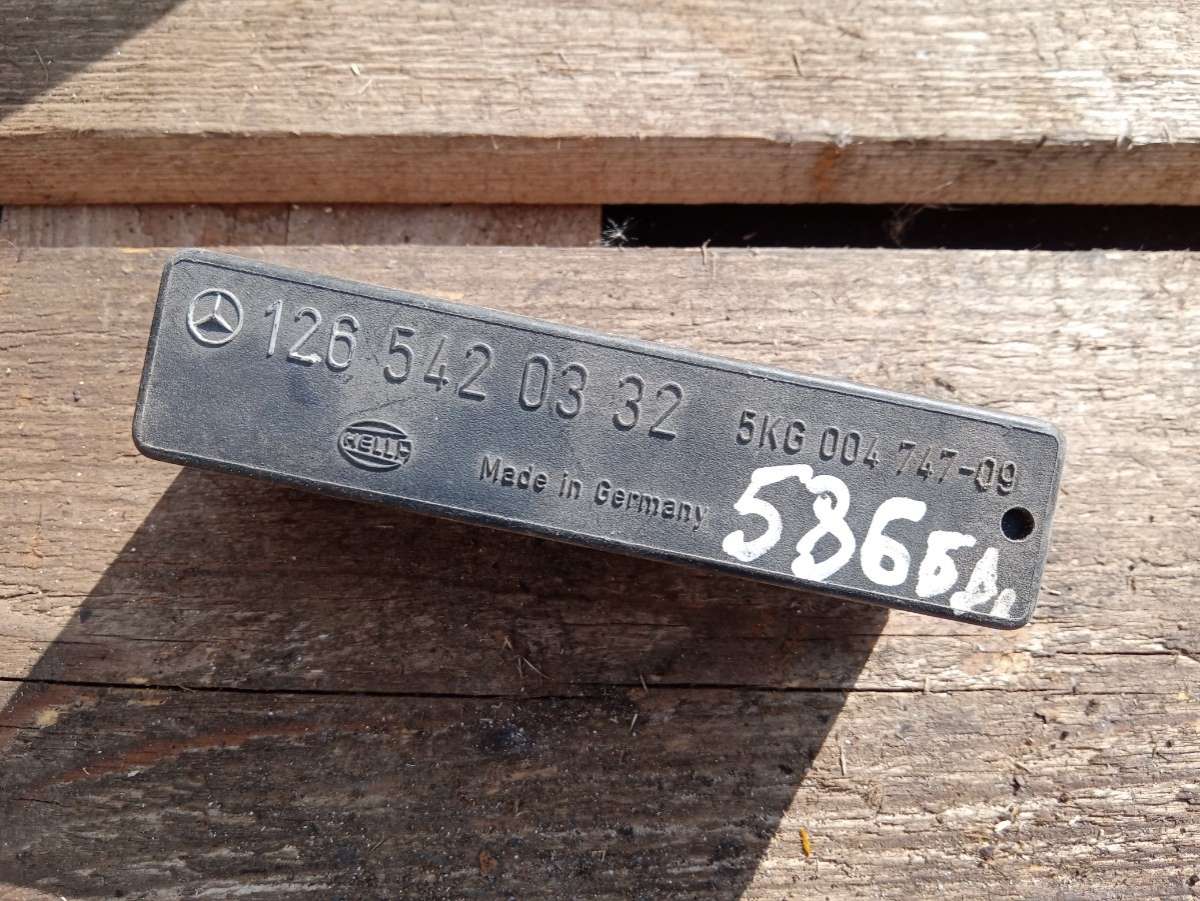 126 542 03 32
5KG 004 747-09
HELLA
Made in Germany
586БД